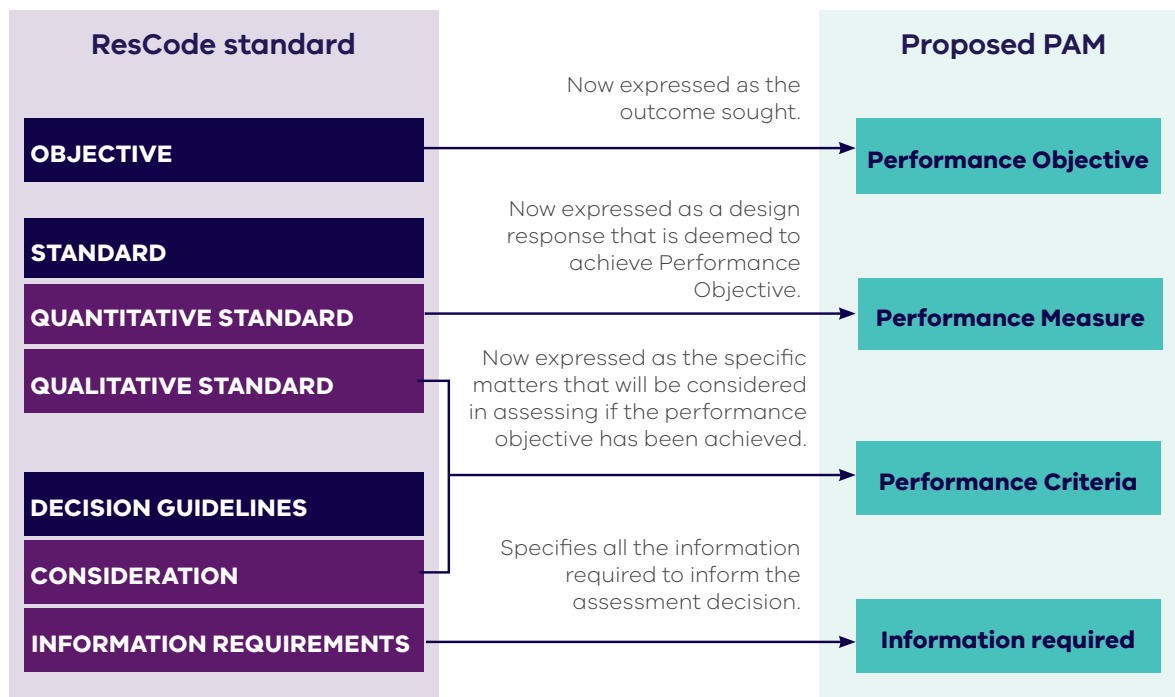 ResCode standard
Proposed PAM
Now expressed as the
outcome sought.
OBJECTIVE
Performance Objective
Now expressed as a design
response that is deemed to
achieve Performance
Objective.
STANDARD
QUANTITATIVE STANDARD
Performance Measure
QUALITATIVE STANDARD
Now expressed as the specific
matters that will be considered
in assessing if the performance
objective has been achieved.
DECISION GUIDELINES
Performance Criteria
CONSIDERATION
Specifies all the information
required to inform the
assessment decision.
INFORMATION REQUIREMENTS
Information required